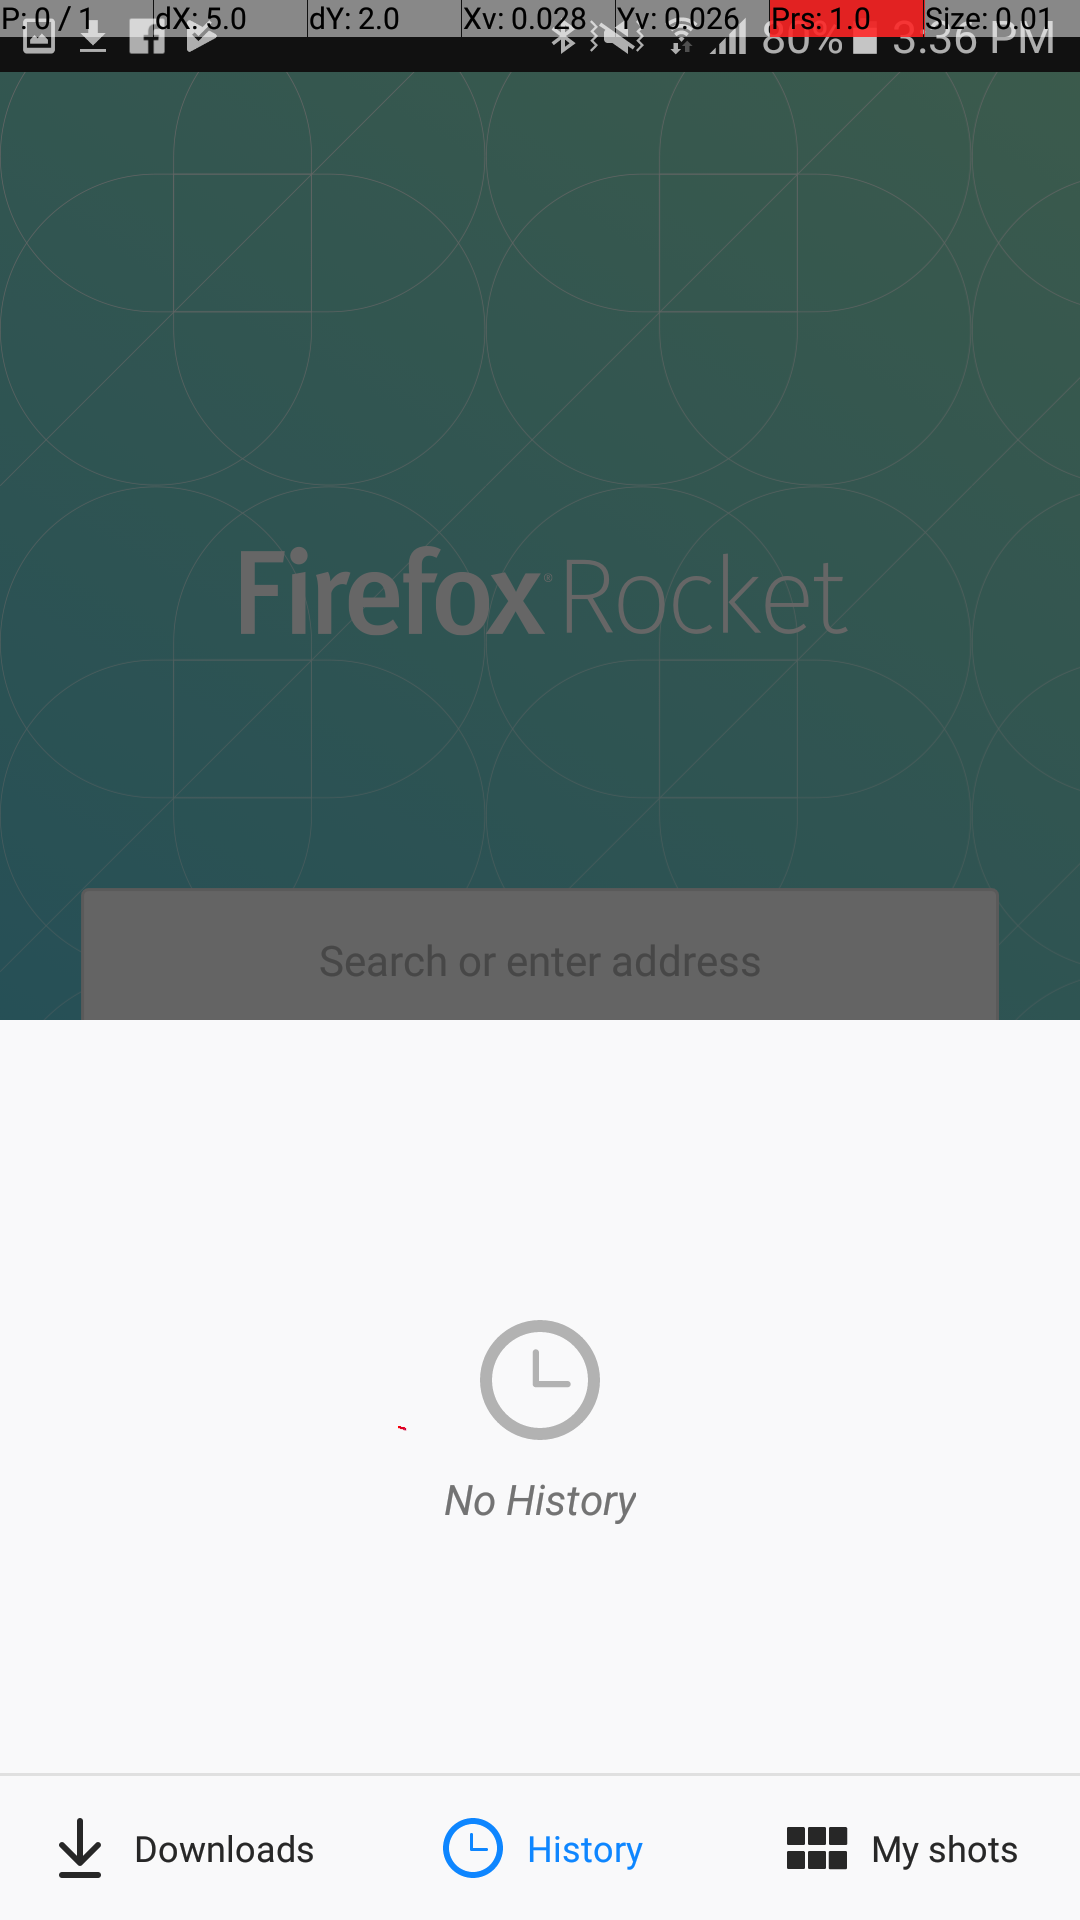 P: 0 / 1 dX: 5.0 dY: 2.0 Xv: 0.028 Yv: 0.026 Prs: 1.0 Size: 0.01
80% 3:36 PM
Firefox® Rocket
Search or enter address
No History
Downloads History My shots